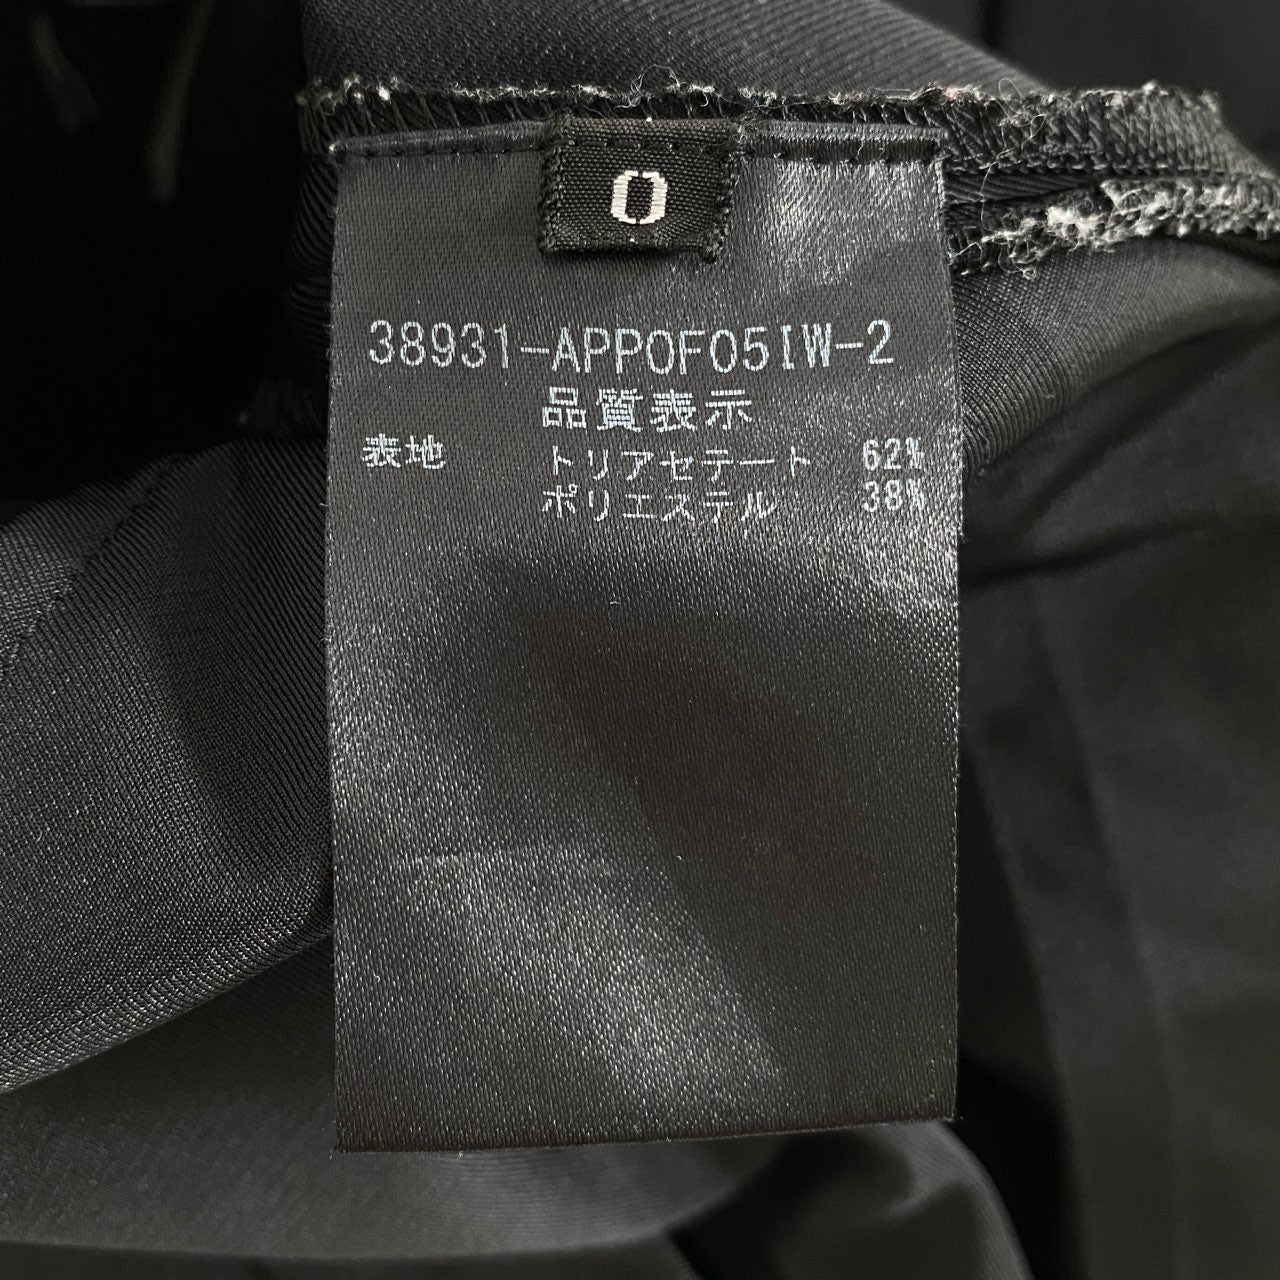 0
38931-APPOF05IW-2
品質表示
表地 トリアセテート 62%
ポリエステル 38%